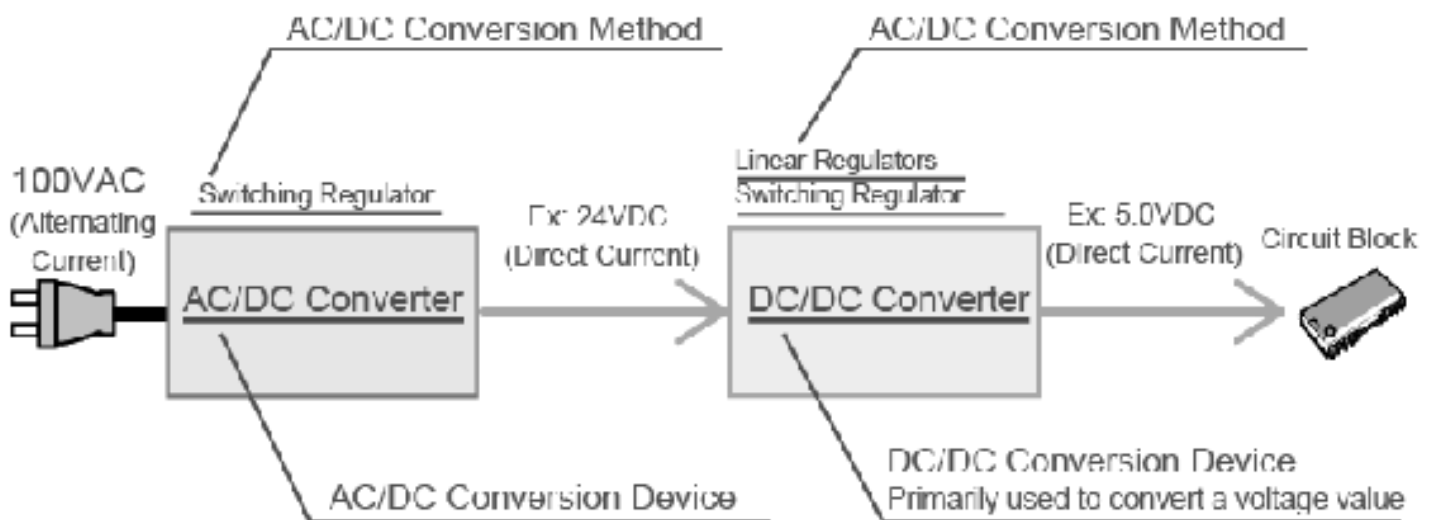 AC/DC Conversion Method
AC/DC Conversion Method
100VAC
(Alternating
Current)
Switching Regulator
Linear Regulators
Switching Regulator
Ex: 24VDC
(Direct Current)
Ex: 5.0VDC
(Direct Current)
Circuit Block
AC/DC Converter
DC/DC Converter
AC/DC Conversion Device
DC/DC Conversion Device
Primarily used to convert a voltage value